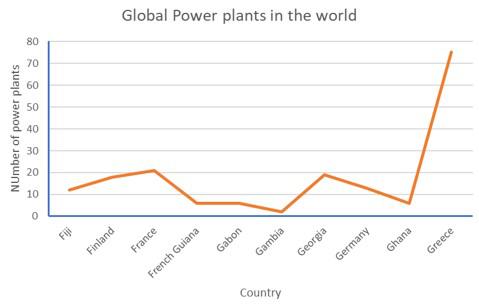 Global Power plants in the world
NUmber of power plants
80
70
60
50
40
30
20
10
0
Fiji
Finland
France
French Guiana
Gabon
Gambia
Georgia
Germany
Ghana
Greece
Country